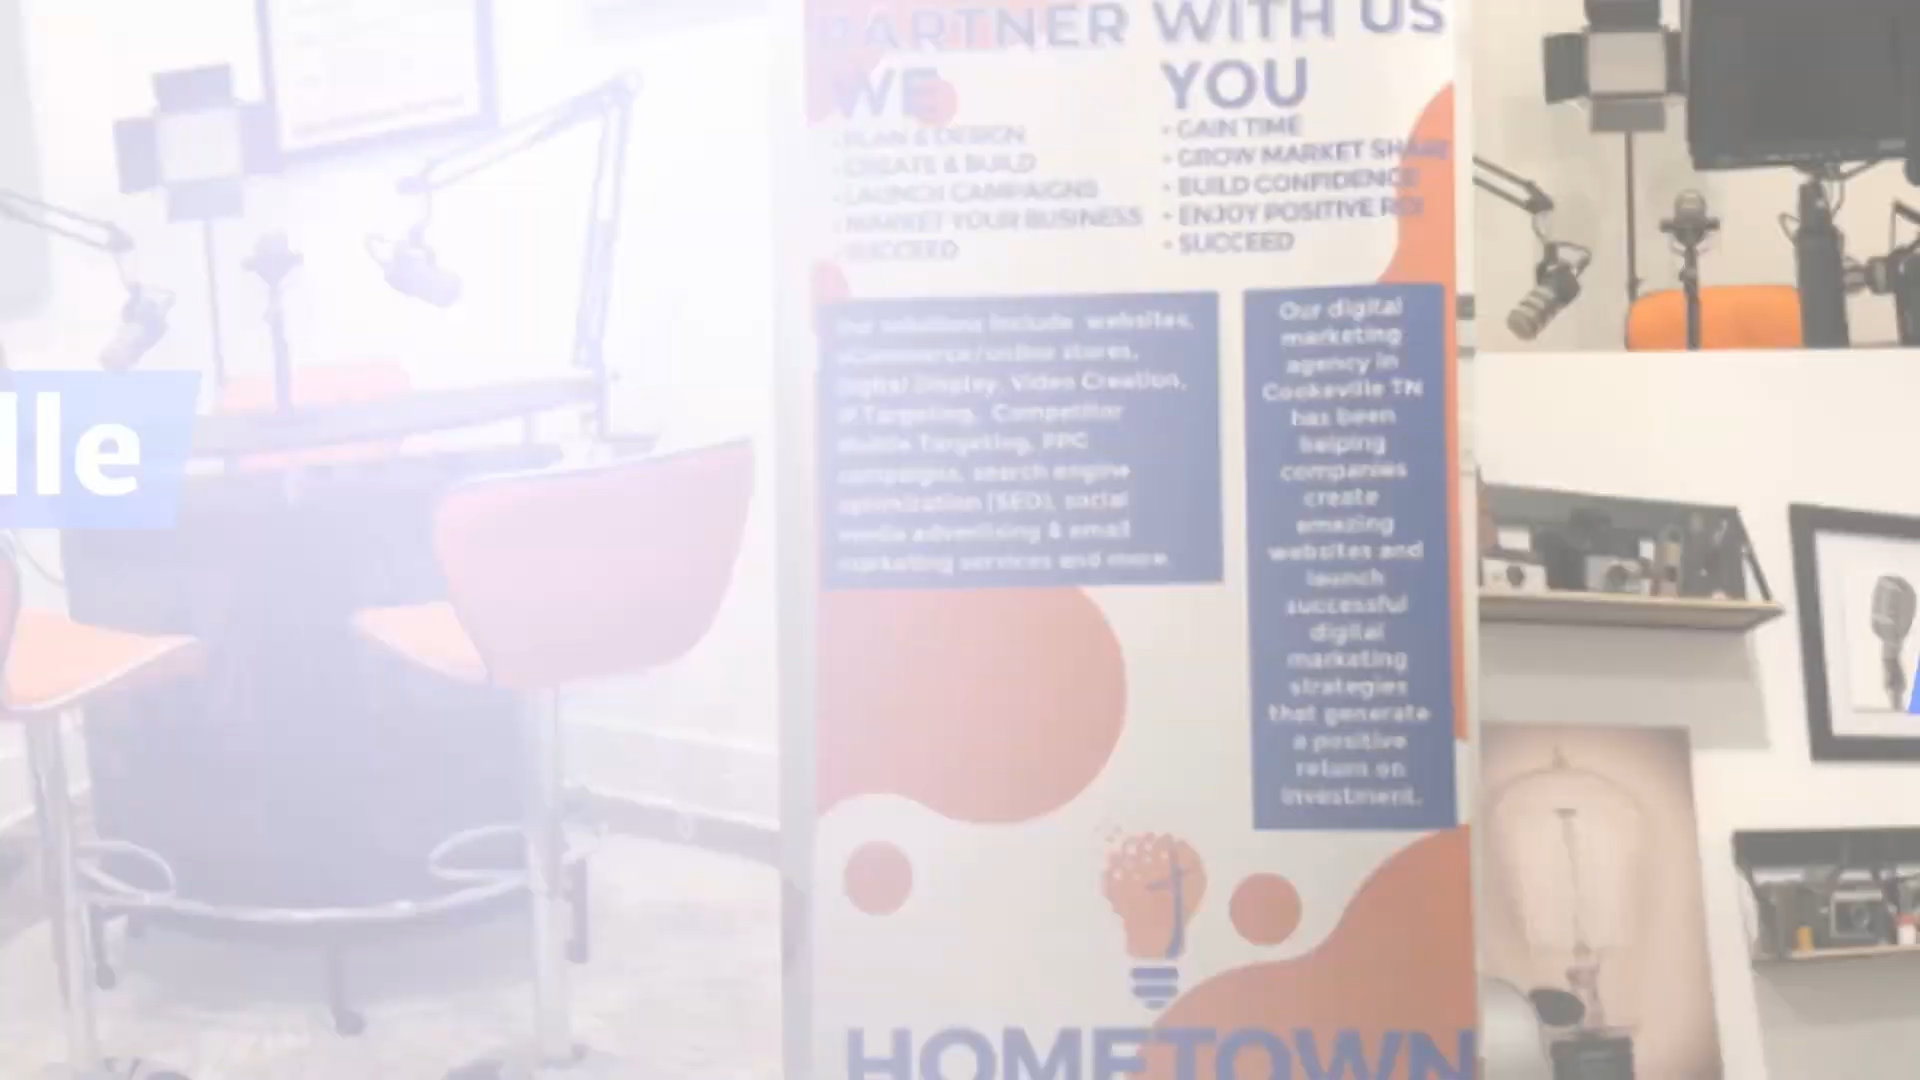 lle
PARTNER WITH US
WE
• PLAN & DESIGN
• CREATE & BUILD
• LAUNCH CAMPAIGNS
• MARKET YOUR BUSINESS
• SUCCEED
YOU
• GAIN TIME
• GROW MARKET SHARE
• BUILD CONFIDENCE
• ENJOY POSITIVE ROI
• SUCCEED
Our solutions include websites,
eCommerce/online stores,
Digital Display, Video Creation,
IP Targeting, Competitor
Mobile Targeting, PPC
campaigns, search engine
optimization (SEO), social
media advertising & email
marketing services and more.
Our digital
marketing
agency in
Cookeville TN
has been
helping
companies
create
amazing
websites and
launch
successful
digital
marketing
strategies
that generate
a positive
return on
investment.
HOMETOWN